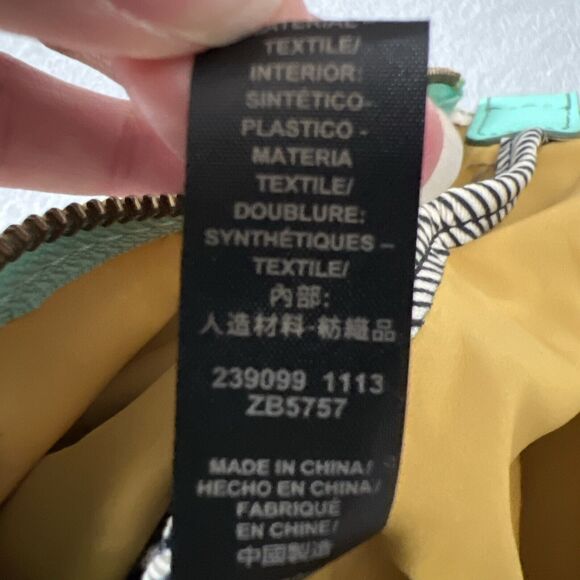 MATERIAL
TEXTILE/
INTERIOR:
SINTÉTICO-
PLASTICO -
MATERIA
TEXTILE/
DOUBLURE:
SYNTHÉTIQUES –
TEXTILE/
內部:
人造材料-紡織品
239099 1113
ZB5757
MADE IN CHINA/
HECHO EN CHINA/
FABRIQUÉ
EN CHINE/
中國製造